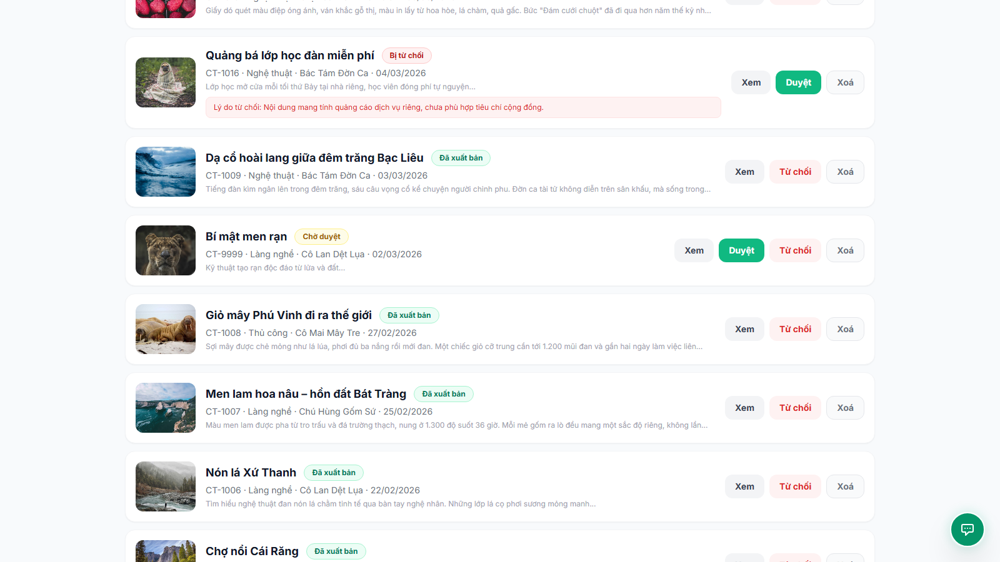 Giấy dó quét màu điệp óng ánh, ván khắc gỗ thị, màu in lấy từ hoa hòe, lá chàm, quả gấc. Bức "Đám cưới chuột" đã đi qua hơn năm thế kỷ nh...
Quảng bá lớp học đàn miễn phí
Bị từ chối
CT-1016 · Nghệ thuật · Bác Tám Đờn Ca · 04/03/2026
Lớp học mở cửa mỗi tối thứ Bảy tại nhà riêng, học viên đóng phí tự nguyện...
Lý do từ chối: Nội dung mang tính quảng cáo dịch vụ riêng, chưa phù hợp tiêu chí cộng đồng.
Xem
Duyệt
Xoá
Dạ cổ hoài lang giữa đêm trăng Bạc Liêu
Đã xuất bản
CT-1009 · Nghệ thuật · Bác Tám Đờn Ca · 03/03/2026
Tiếng đàn kìm ngân lên trong đêm trăng, sáu câu vọng cổ kể chuyện người chinh phu. Đờn ca tài tử không diễn trên sân khấu, mà sống trong...
Xem
Từ chối
Xoá
Bí mật men rạn
Chờ duyệt
CT-9999 · Làng nghề · Cô Lan Dệt Lụa · 02/03/2026
Kỹ thuật tạo rạn độc đáo từ lửa và đất...
Xem
Duyệt
Từ chối
Xoá
Giỏ mây Phú Vinh đi ra thế giới
Đã xuất bản
CT-1008 · Thủ công · Cô Mai Mây Tre · 27/02/2026
Sợi mây được chẻ mỏng như lá lúa, phơi đủ ba nắng rồi mới đan. Một chiếc giỏ cỡ trung cần tới 1.200 mũi đan và gần hai ngày làm việc liên...
Xem
Từ chối
Xoá
Men lam hoa nâu – hồn đất Bát Tràng
Đã xuất bản
CT-1007 · Làng nghề · Chú Hùng Gốm Sứ · 25/02/2026
Màu men lam được pha từ tro trấu và đá trường thạch, nung ở 1.300 độ suốt 36 giờ. Mỗi mẻ gốm ra lò đều mang một sắc độ riêng, không lần...
Xem
Từ chối
Xoá
Nón lá Xứ Thanh
Đã xuất bản
CT-1006 · Làng nghề · Cô Lan Dệt Lụa · 22/02/2026
Tìm hiểu nghệ thuật đan nón lá chằm tinh tế qua bàn tay nghệ nhân. Những lớp lá cọ phơi sương mỏng manh...
Xem
Từ chối
Xoá
Chợ nổi Cái Răng
Đã xuất bản